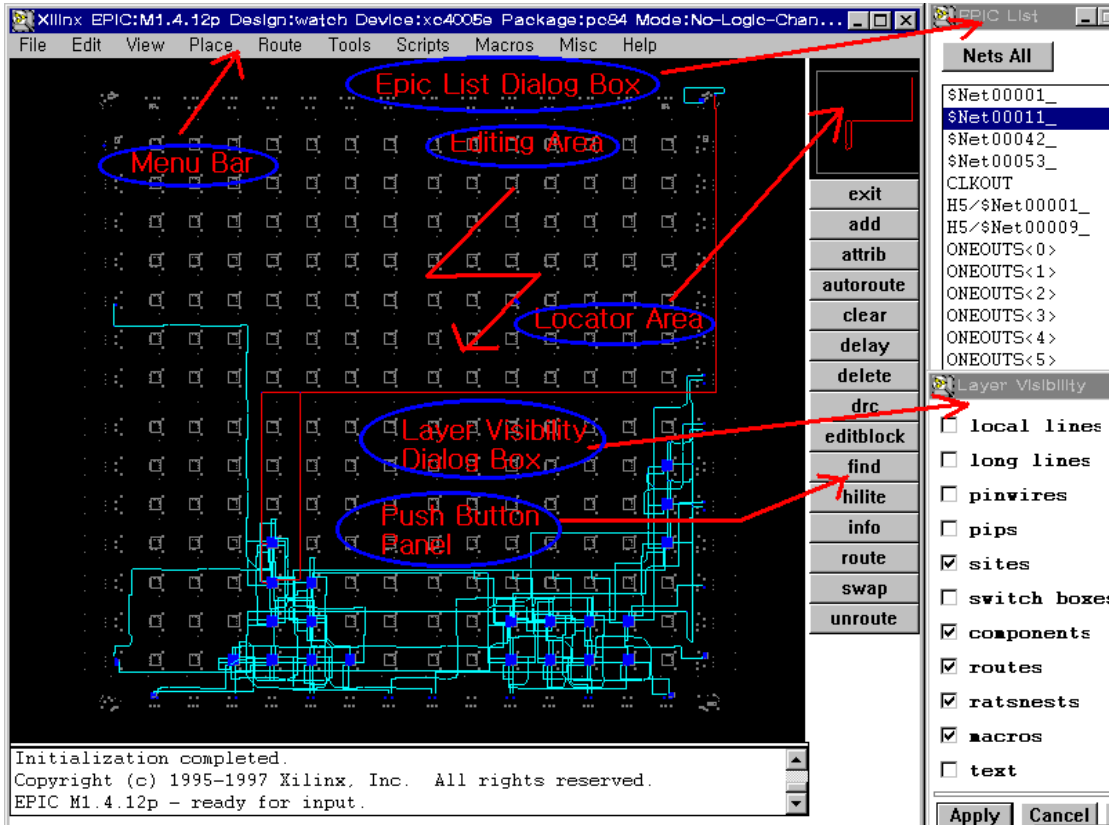 Xilinx EPIC:M1.4.12p Design:watch Device:xc4005e Package:pc84 Mode:No-Logic-Chan...
File Edit View Place Route Tools Scripts Macros Misc Help
Epic List Dialog Box
Menu Bar
Editing Area
Locator Area
Layer Visibility
Dialog Box
Push Button
Panel
exit
add
attrib
autoroute
clear
delay
delete
drc
editblock
find
hilite
info
route
swap
unroute
Initialization completed.
Copyright (c) 1995-1997 Xilinx, Inc. All rights reserved.
EPIC M1.4.12p - ready for input.
EPIC List
Nets All
$Net00001_
$Net00011_
$Net00042_
$Net00053_
CLKOUT
H5/$Net00001_
H5/$Net00009_
ONEOUTS<0>
ONEOUTS<1>
ONEOUTS<2>
ONEOUTS<3>
ONEOUTS<4>
ONEOUTS<5>
Layer Visibility
local lines
long lines
pinwires
pips
sites
switch boxes
components
routes
ratsnests
macros
text
Apply Cancel